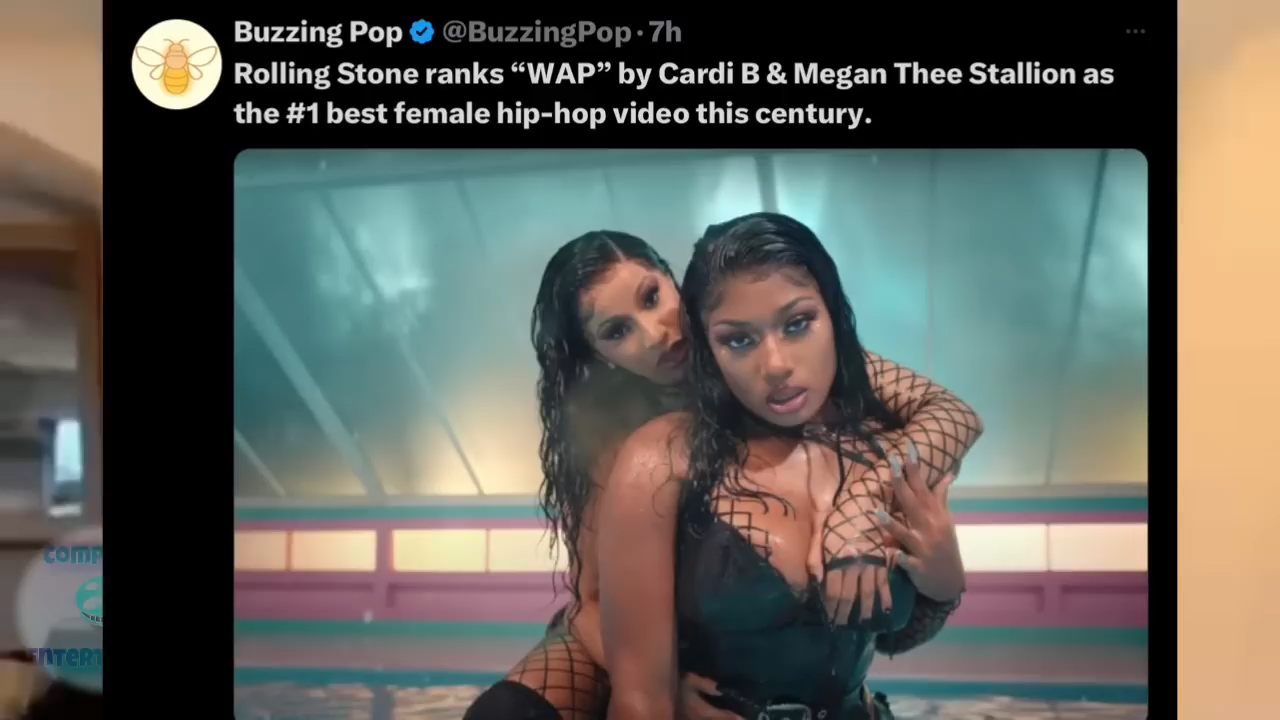 Buzzing Pop @BuzzingPop · 7h
Rolling Stone ranks “WAP” by Cardi B & Megan Thee Stallion as
the #1 best female hip-hop video this century.